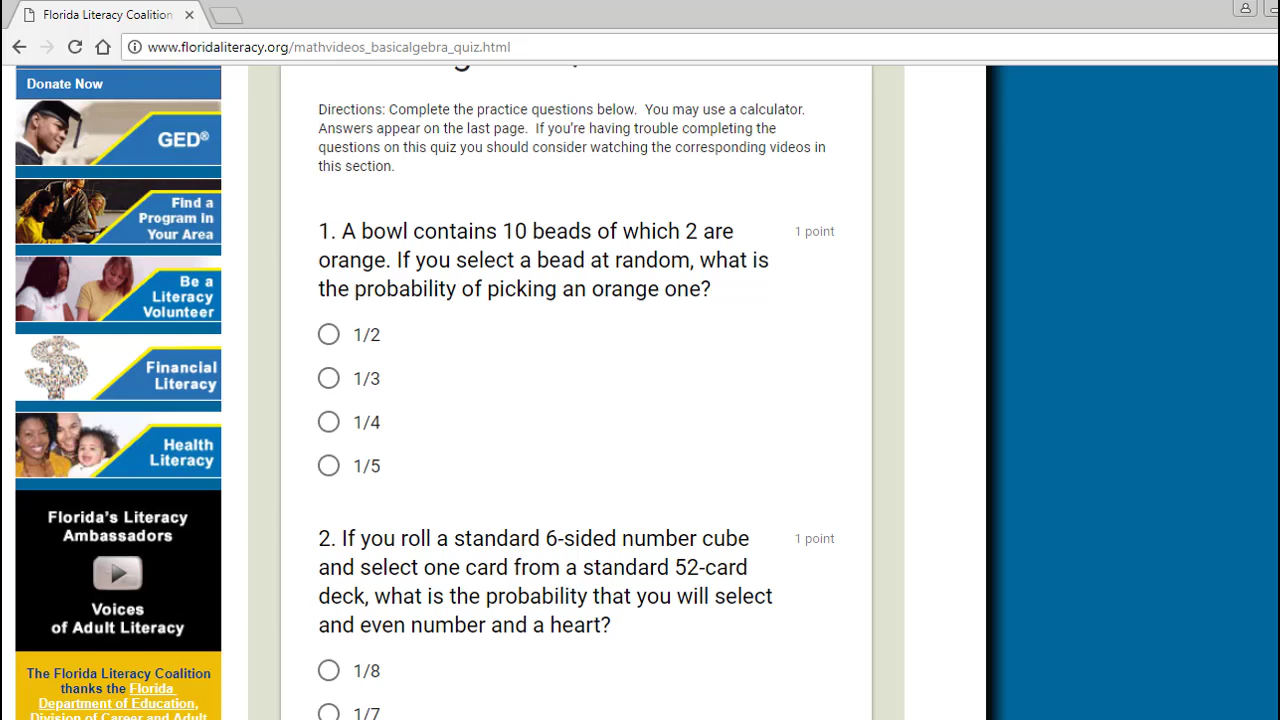 Florida Literacy Coalition
www.floridaliteracy.org/mathvideos_basicalgebra_quiz.html
Donate Now
GED®
Find a
Program in
Your Area
Be a
Literacy
Volunteer
Financial
Literacy
Health
Literacy
Florida's Literacy
Ambassadors
Voices
of Adult Literacy
The Florida Literacy Coalition
thanks the Florida
Department of Education,
Division of Career and Adult
Directions: Complete the practice questions below. You may use a calculator.
Answers appear on the last page. If you're having trouble completing the
questions on this quiz you should consider watching the corresponding videos in
this section.
1. A bowl contains 10 beads of which 2 are
orange. If you select a bead at random, what is
the probability of picking an orange one?
1 point
1/2
1/3
1/4
1/5
2. If you roll a standard 6-sided number cube
and select one card from a standard 52-card
deck, what is the probability that you will select
and even number and a heart?
1 point
1/8
1/7